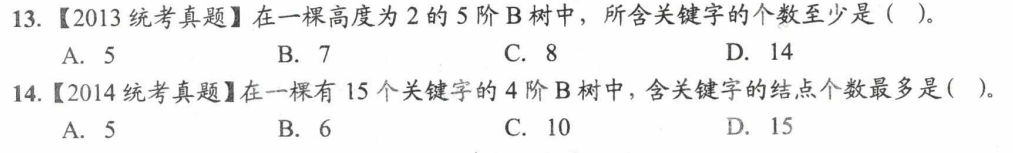 13.【2013 统考真题】在一棵高度为 2 的 5 阶 B 树中，所含关键字的个数至少是（ ）。
A. 5 B. 7 C. 8 D. 14
14.【2014 统考真题】在一棵有 15 个关键字的 4 阶 B 树中，含关键字的结点个数最多是（ ）。
A. 5 B. 6 C. 10 D. 15